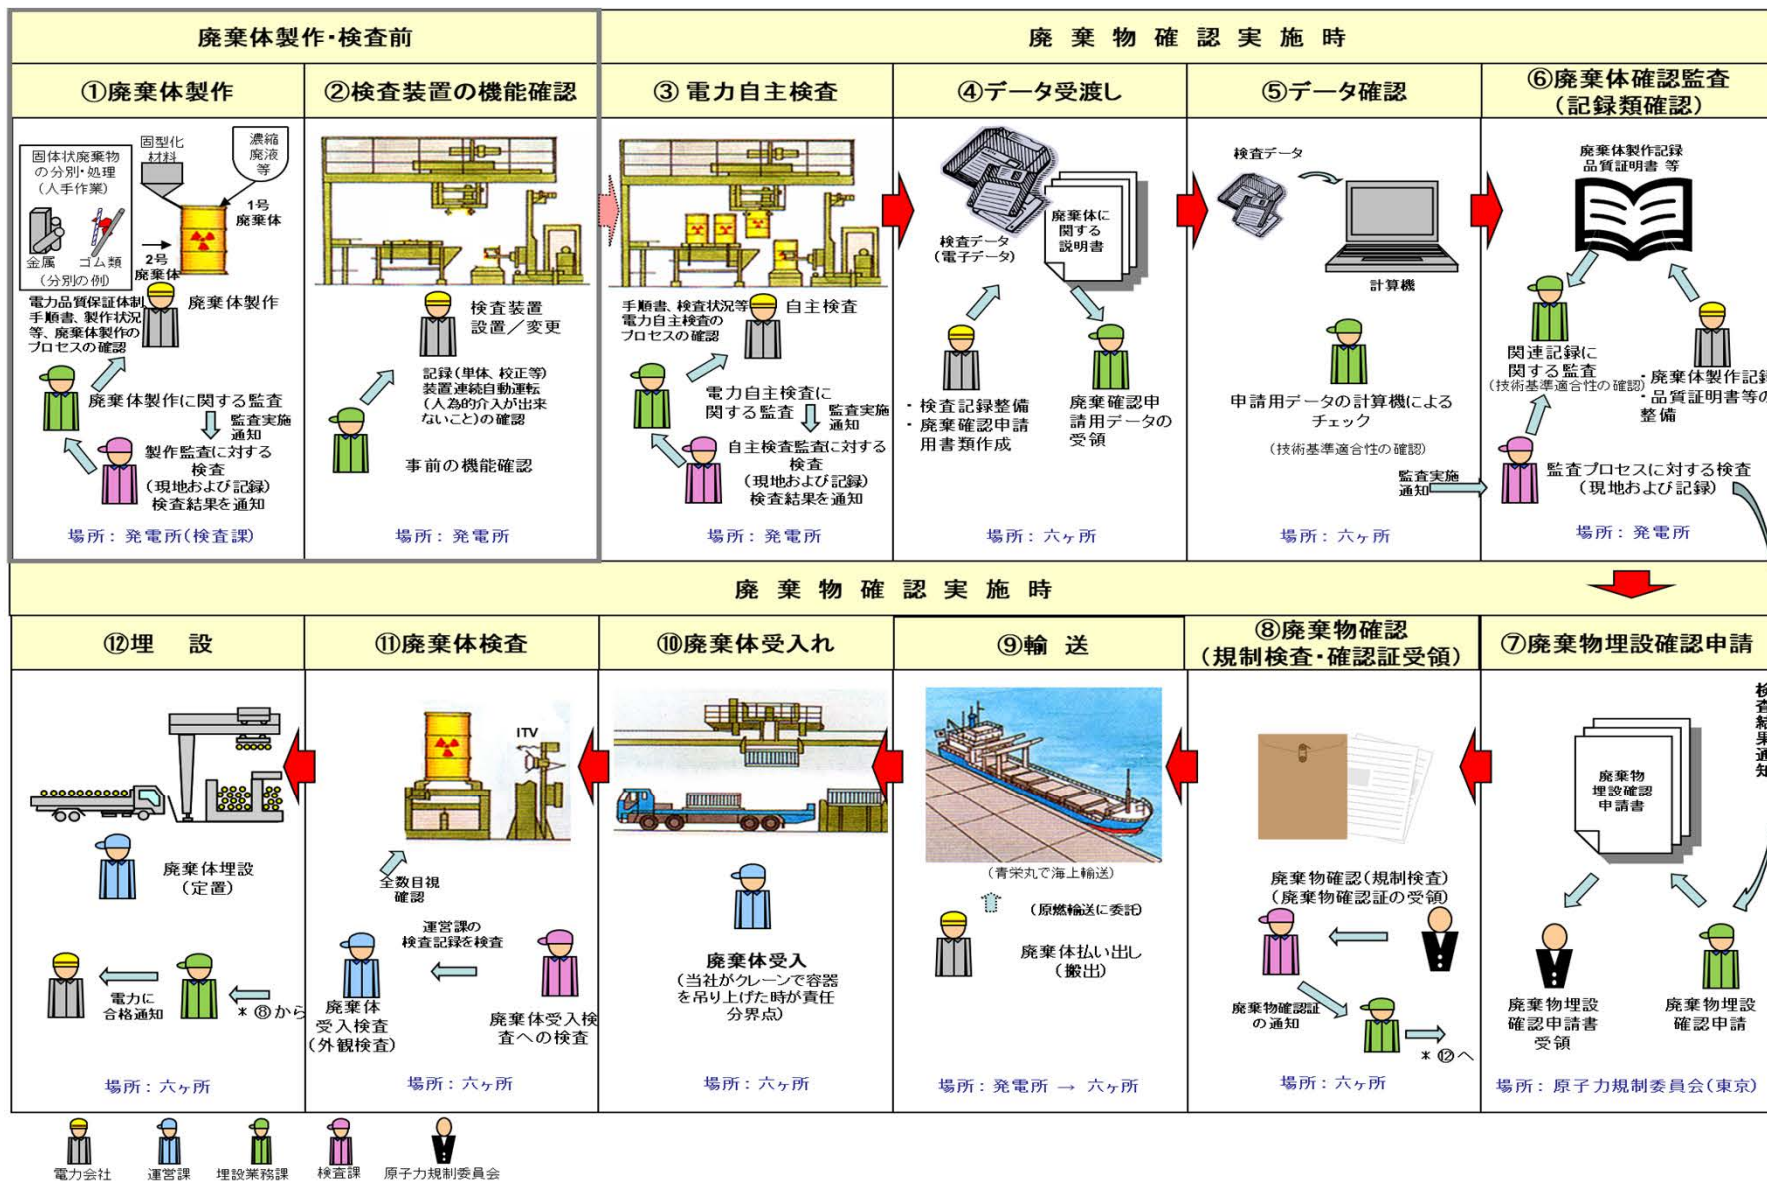 廃棄体製作・検査前
廃棄物確認実施時
①廃棄体製作
②検査装置の機能確認
③電力自主検査
④データ受渡し
⑤データ確認
⑥廃棄体確認監査
(記録類確認)
固体状廃棄物
の分別・処理
(人手作業)
金属
ゴム類
(分別の例)
固型化
材料
濃縮
廃液
等
1号
廃棄体
2号
廃棄体
電力品質保証体制
手順書、製作状況
等、廃棄体製作の
プロセスの確認
廃棄体製作
廃棄体製作に関する監査
監査実施
通知
製作監査に対する
検査
(現地および記録)
検査結果を通知
場所：発電所(検査課)
検査装置
設置／変更
記録(単体、校正等)
装置連続自動運転
(人為的介入が出来
ないこと)の確認
事前の機能確認
場所：発電所
手順書、検査状況等
電力自主検査の
プロセスの確認
自主検査
電力自主検査に
関する監査
監査実施
通知
自主検査監査に対する
検査
(現地および記録)
検査結果を通知
場所：発電所
検査データ
(電子データ)
廃棄体に
関する
説明書
・検査記録整備
・廃棄確認申請
用書類作成
廃棄確認申
請用データの
受領
場所：六ヶ所
検査データ
計算機
申請用データの計算機による
チェック
(技術基準適合性の確認)
場所：六ヶ所
廃棄体製作記録
品質証明書 等
関連記録に
関する監査
(技術基準適合性の確認)
・廃棄体製作記録
・品質証明書等の
整備
監査実施
通知
監査プロセスに対する検査
(現地および記録)
場所：発電所
廃棄物確認実施時
⑫埋 設
⑪廃棄体検査
⑩廃棄体受入れ
⑨輸 送
⑧廃棄物確認
(規制検査・確認証受領)
⑦廃棄物埋設確認申請
廃棄体埋設
(定置)
電力に
合格通知
＊⑧から
場所：六ヶ所
ITV
全数目視
確認
運営課の
検査記録を検査
廃棄体
受入検査
(外観検査)
廃棄体受入検
査への検査
場所：六ヶ所
廃棄体受入
(当社がクレーンで容器
を吊り上げた時が責任
分界点)
場所：六ヶ所
(青栄丸で海上輸送)
(原燃輸送に委託)
廃棄体払い出し
(搬出)
場所：発電所 → 六ヶ所
廃棄物確認(規制検査)
(廃棄物確認証の受領)
廃棄物確認証
の通知
＊⑫へ
場所：六ヶ所
検査結果通知
廃棄物
埋設確認
申請書
廃棄物埋設
確認申請書
受領
廃棄物埋設
確認申請
場所：原子力規制委員会(東京)
電力会社
運営課
埋設業務課
検査課
原子力規制委員会